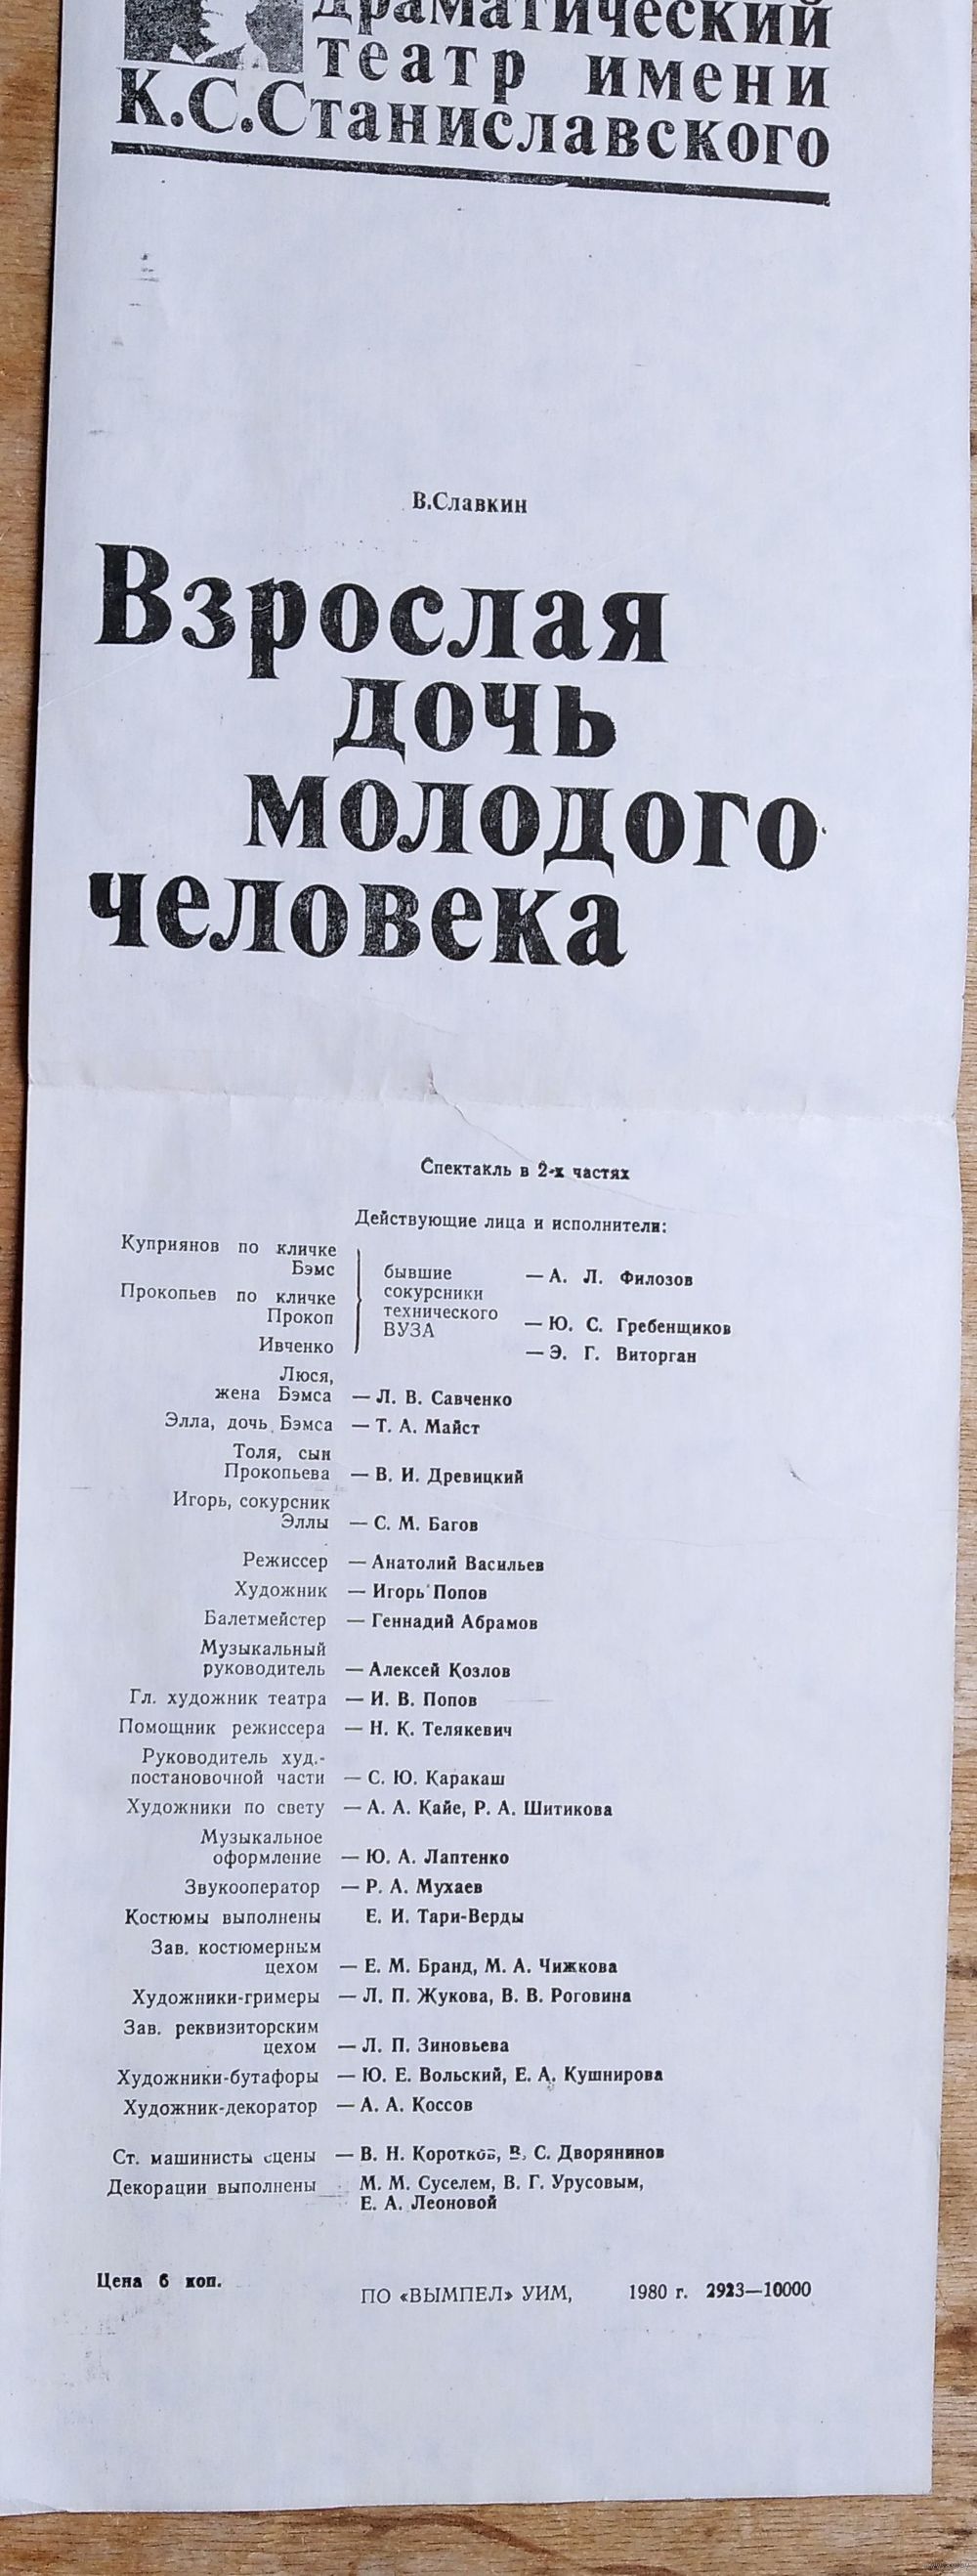 драматический
театр имени
К.С.Станиславского
В.Славкин
Взрослая
дочь
молодого
человека
Спектакль в 2-х частях
Действующие лица и исполнители:
Куприянов по кличке
Бэмс
Прокопьев по кличке
Прокоп
Ивченко
бывшие
сокурсники
технического
ВУЗА
— А. Л. Филозов
— Ю. С. Гребенщиков
— Э. Г. Виторган
Люся,
жена Бэмса — Л. В. Савченко
Элла, дочь Бэмса — Т. А. Майст
Толя, сын
Прокопьева — В. И. Древицкий
Игорь, сокурсник
Эллы — С. М. Багов
Режиссер — Анатолий Васильев
Художник — Игорь Попов
Балетмейстер — Геннадий Абрамов
Музыкальный
руководитель — Алексей Козлов
Гл. художник театра — И. В. Попов
Помощник режиссера — Н. К. Телякевич
Руководитель худ.-
постановочной части — С. Ю. Каракаш
Художники по свету — А. А. Кайе, Р. А. Шитикова
Музыкальное
оформление — Ю. А. Лаптенко
Звукооператор — Р. А. Мухаев
Костюмы выполнены Е. И. Тари-Верды
Зав. костюмерным
цехом — Е. М. Бранд, М. А. Чижкова
Художники-гримеры — Л. П. Жукова, В. В. Роговина
Зав. реквизиторским
цехом — Л. П. Зиновьева
Художники-бутафоры — Ю. Е. Вольский, Е. А. Кушнирова
Художник-декоратор — А. А. Коссов
Ст. машинисты сцены — В. Н. Коротков, В. С. Дворянинов
Декорации выполнены М. М. Суселем, В. Г. Урусовым,
Е. А. Леоновой
Цена 6 коп.
ПО «ВЫМПЕЛ» УИМ, 1980 г. 2923—10000